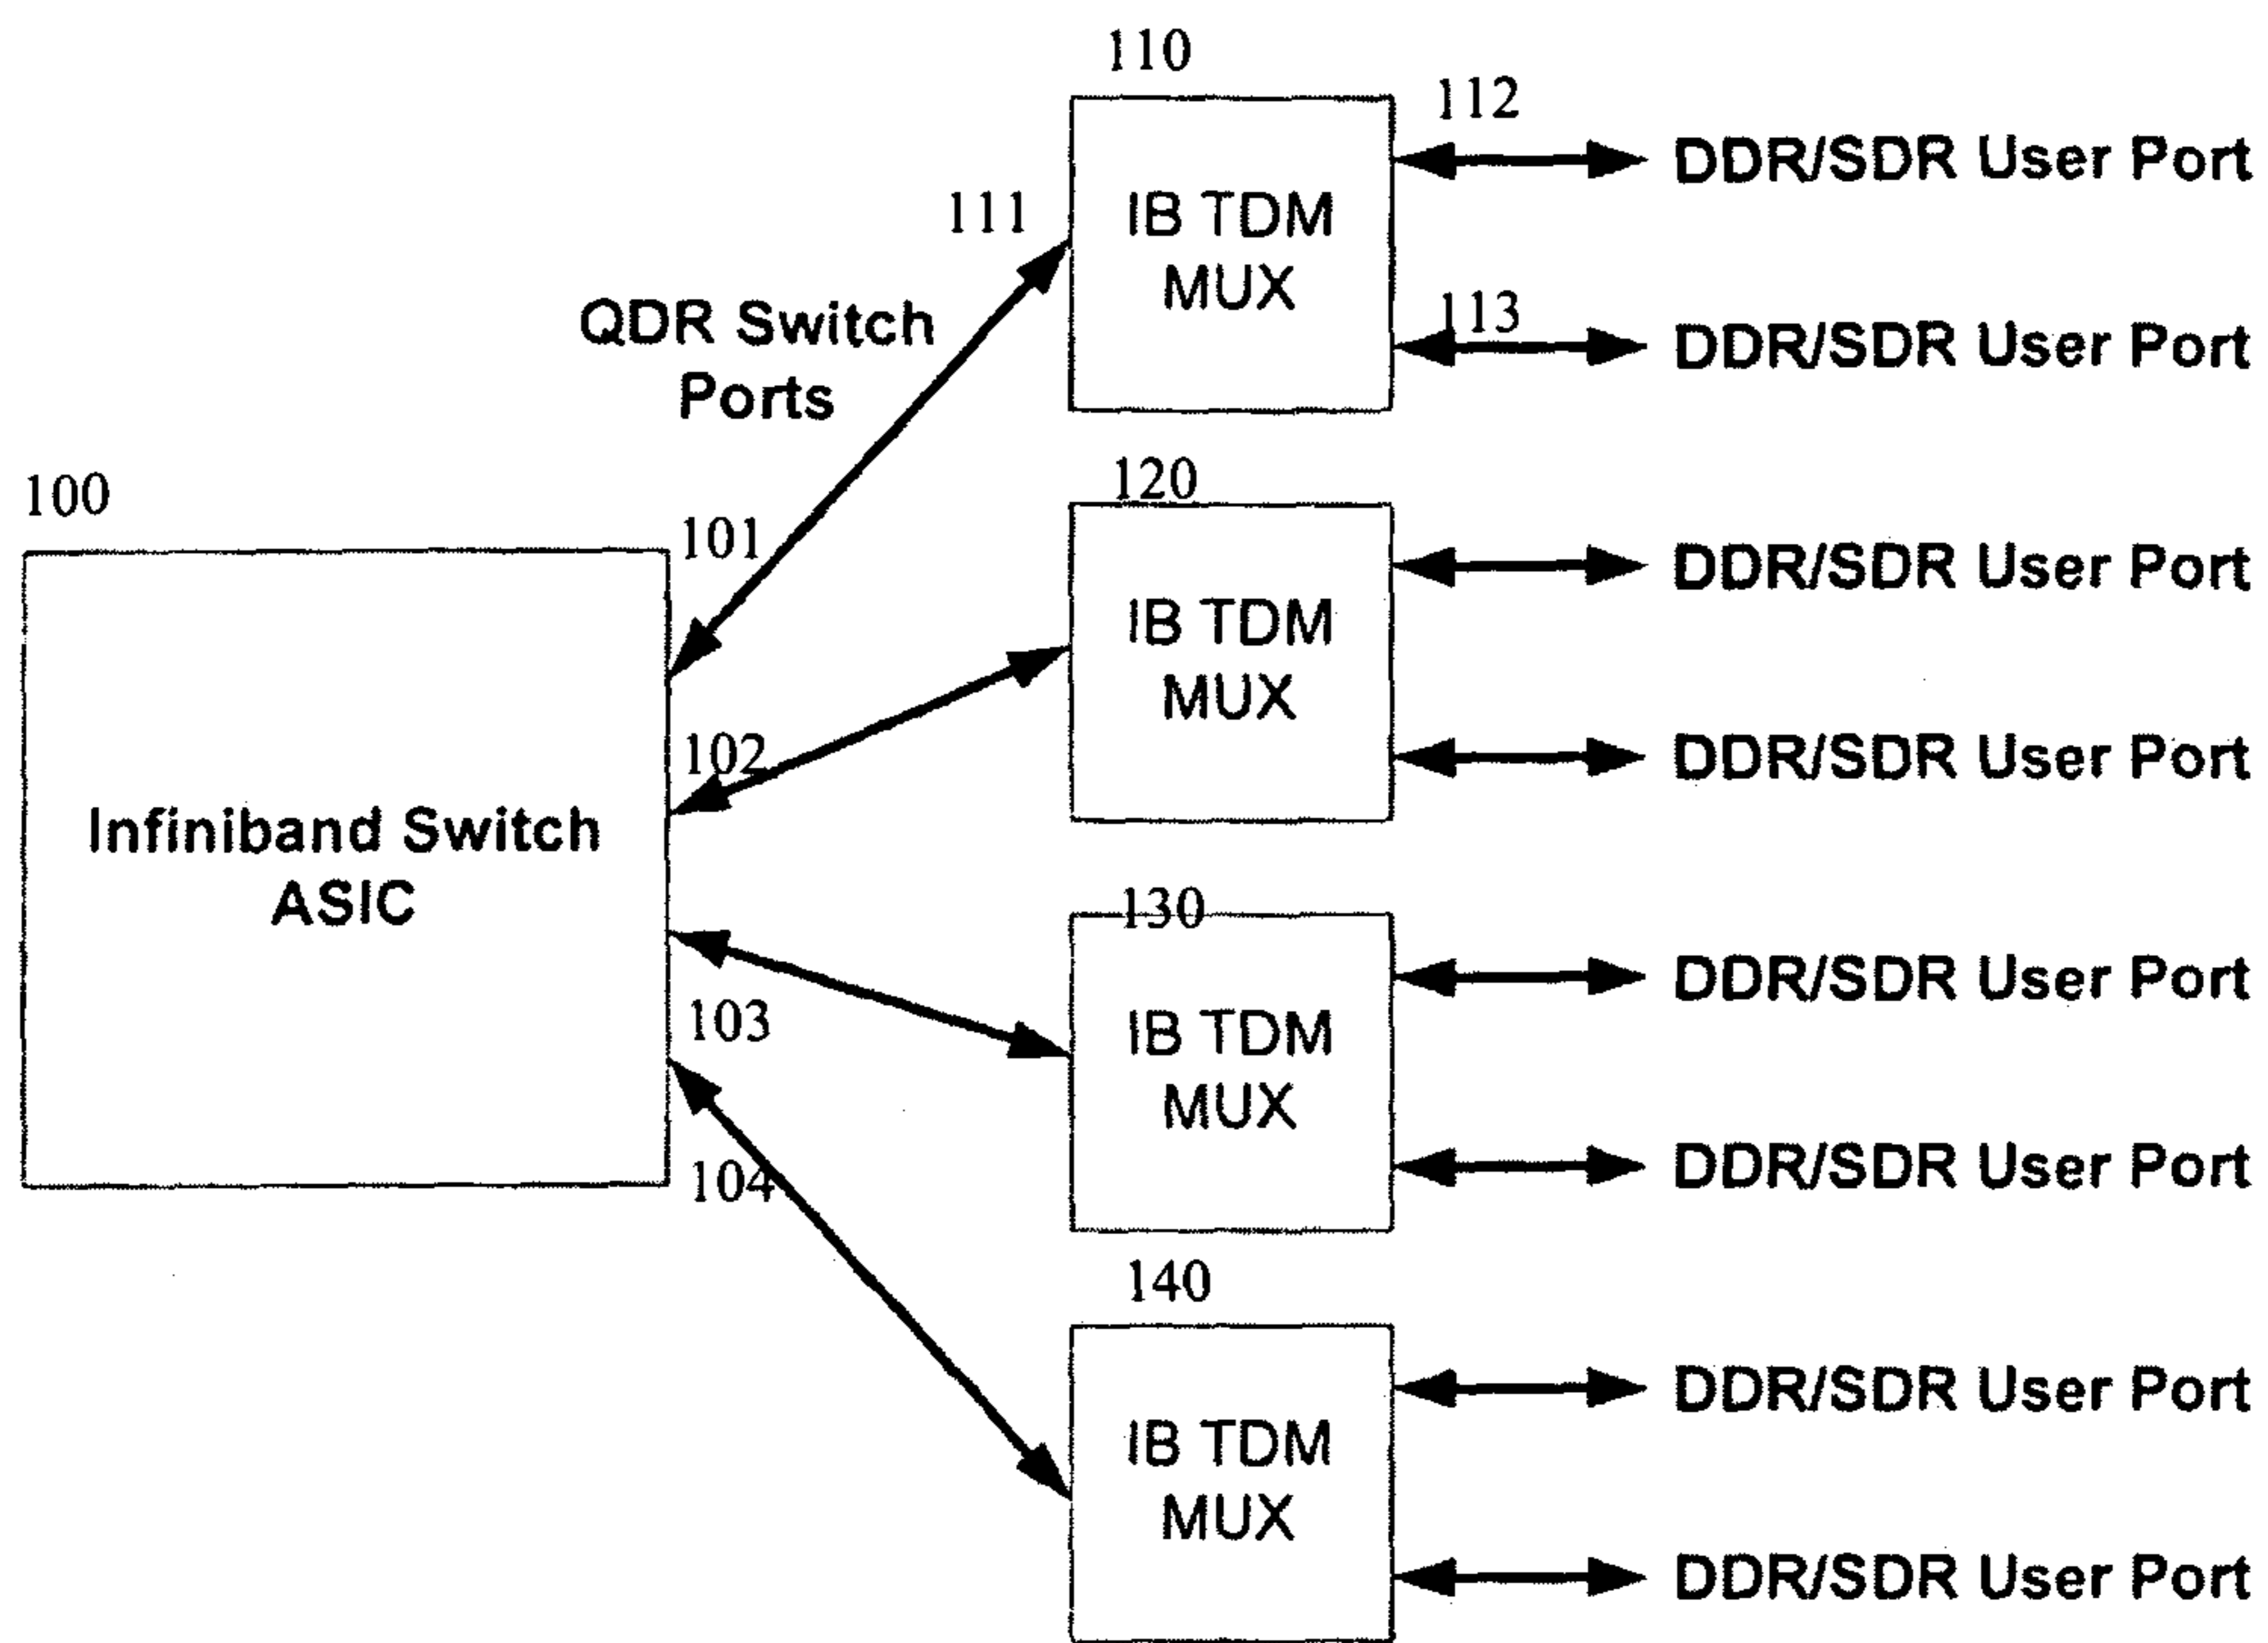 110
112
DDR/SDR User Port
111
IB TDM
MUX
113
DDR/SDR User Port
QDR Switch
Ports
100
101
120
IB TDM
MUX
DDR/SDR User Port
102
DDR/SDR User Port
Infiniband Switch
ASIC
103
130
IB TDM
MUX
DDR/SDR User Port
104
DDR/SDR User Port
140
IB TDM
MUX
DDR/SDR User Port
DDR/SDR User Port